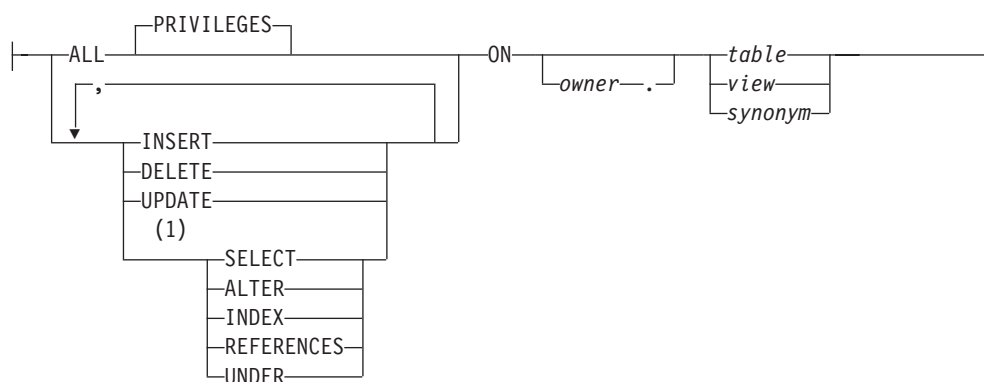 PRIVILEGES
ALL ON table
owner . view
, synonym
INSERT
DELETE
UPDATE
(1)
SELECT
ALTER
INDEX
REFERENCES
UNDER